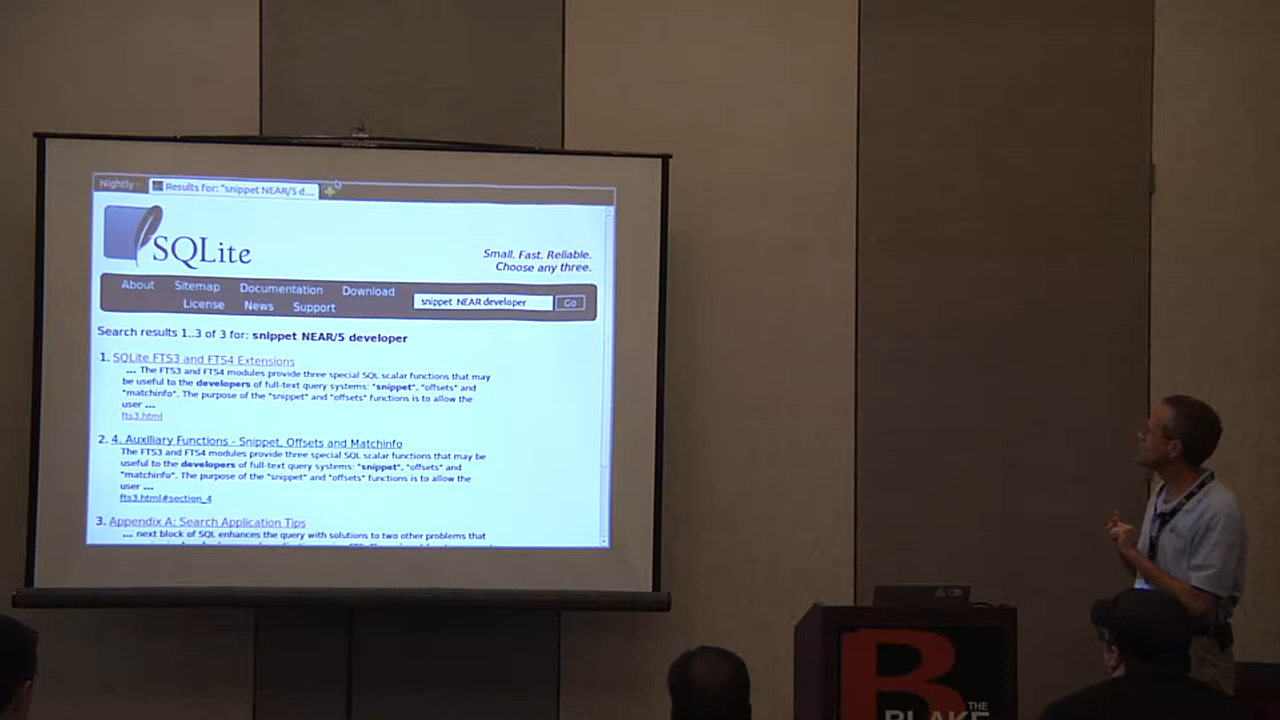 Nightly
Results for: "snippet NEAR/5 d...
SQLite
Small. Fast. Reliable.
Choose any three.
About Sitemap Documentation Download
License News Support
snippet NEAR developer Go
Search results 1..3 of 3 for: snippet NEAR/5 developer
1. SQLite FTS3 and FTS4 Extensions
... The FTS3 and FTS4 modules provide three special SQL scalar functions that may
be useful to the developers of full-text query systems: "snippet", "offsets" and
"matchinfo". The purpose of the "snippet" and "offsets" functions is to allow the
user ...
fts3.html
2. 4. Auxiliary Functions - Snippet, Offsets and Matchinfo
The FTS3 and FTS4 modules provide three special SQL scalar functions that may be
useful to the developers of full-text query systems: "snippet", "offsets" and
"matchinfo". The purpose of the "snippet" and "offsets" functions is to allow the
user ...
fts3.html#section_4
3. Appendix A: Search Application Tips
... next block of SQL enhances the query with solutions to two other problems that
B
THE
BLAKE